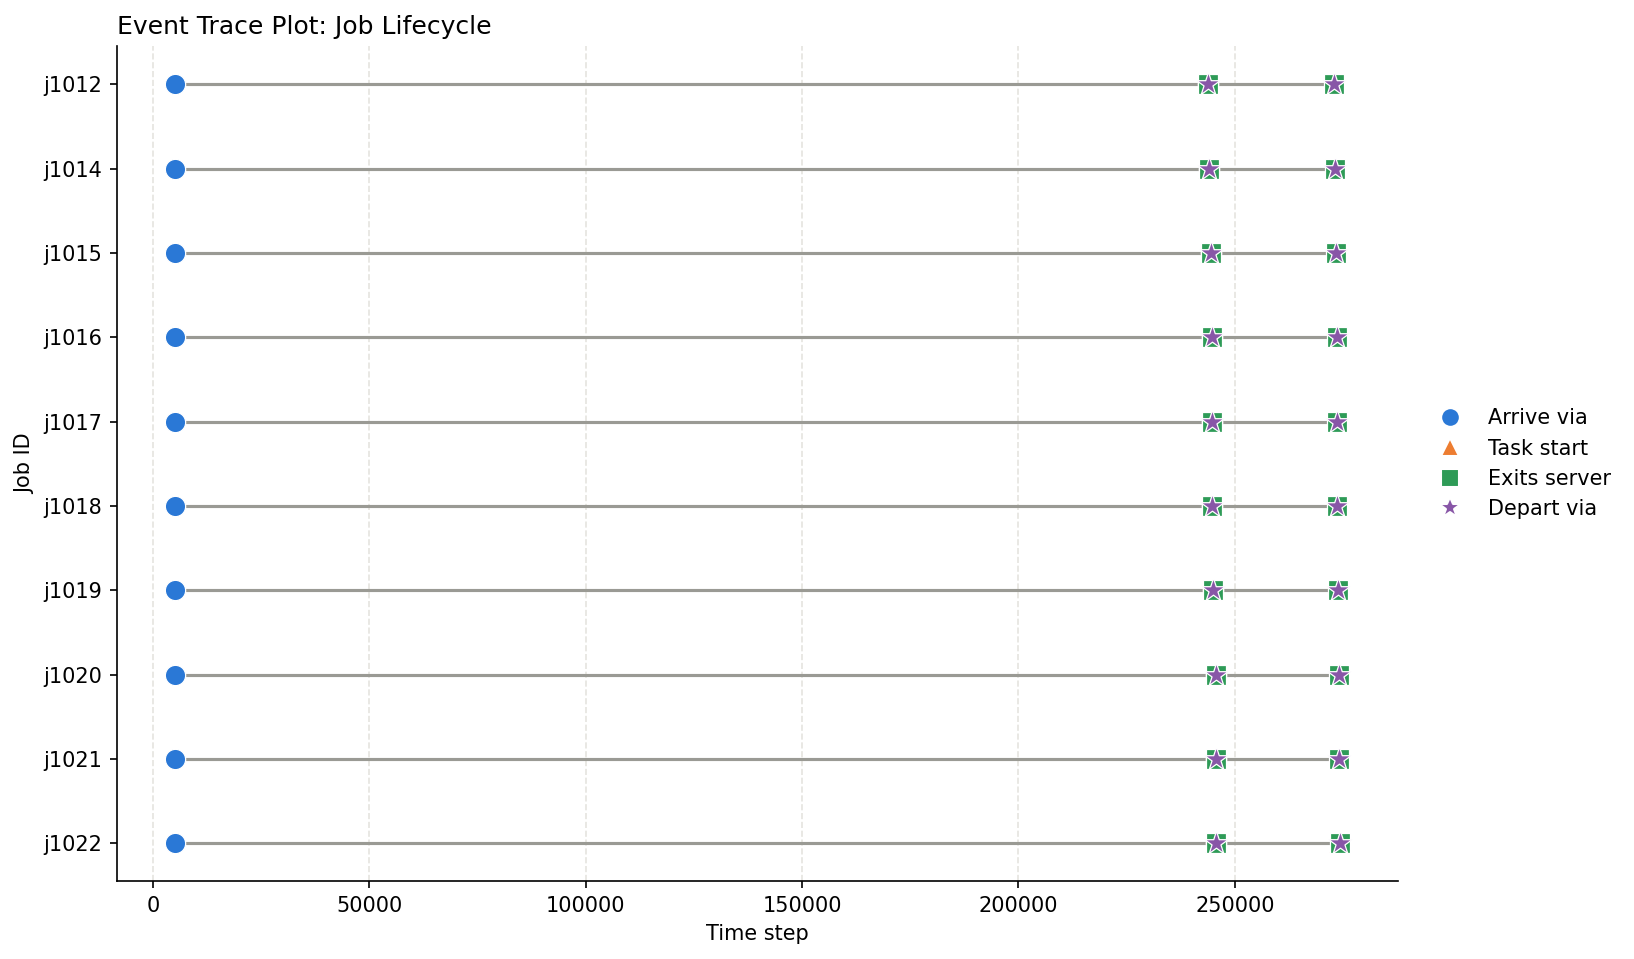 Event Trace Plot: Job Lifecycle
j1012
j1014
j1015
j1016
j1017
j1018
j1019
j1020
j1021
j1022
Job ID
0
50000
100000
150000
200000
250000
Time step
Arrive via
Task start
Exits server
Depart via